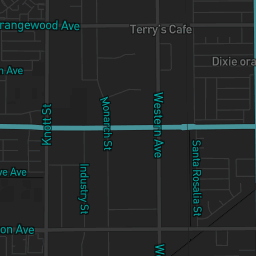 rangewood Ave
Terry's Cafe
Dixie ora
n Ave
Knott St
Monarch St
Western Ave
Santa Rosalia St
Industry St
ve Ave
on Ave
W